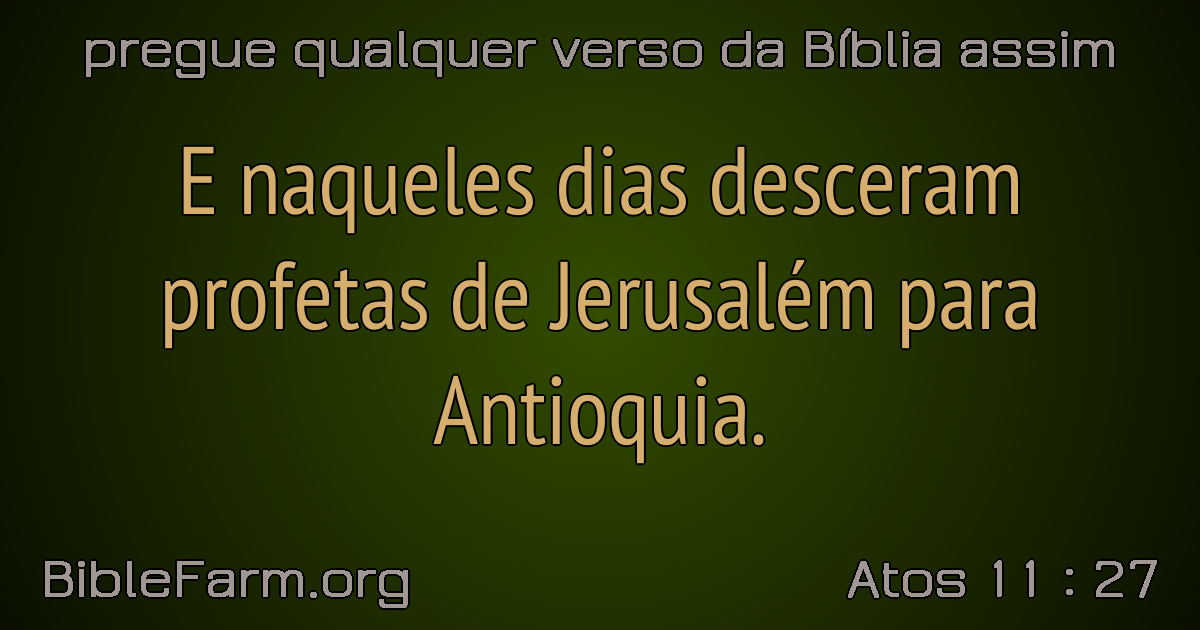 pregue qualquer verso da Bíblia assim
E naqueles dias desceram
profetas de Jerusalém para
Antioquia.
BibleFarm.org
Atos 11 : 27